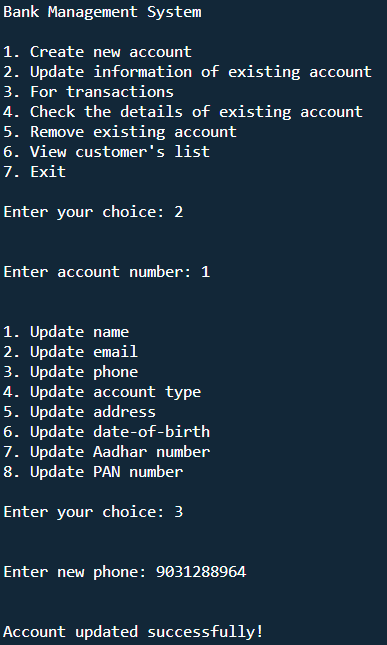 Bank Management System
1. Create new account
2. Update information of existing account
3. For transactions
4. Check the details of existing account
5. Remove existing account
6. View customer's list
7. Exit
Enter your choice: 2
Enter account number: 1
1. Update name
2. Update email
3. Update phone
4. Update account type
5. Update address
6. Update date-of-birth
7. Update Aadhar number
8. Update PAN number
Enter your choice: 3
Enter new phone: 9031288964
Account updated successfully!